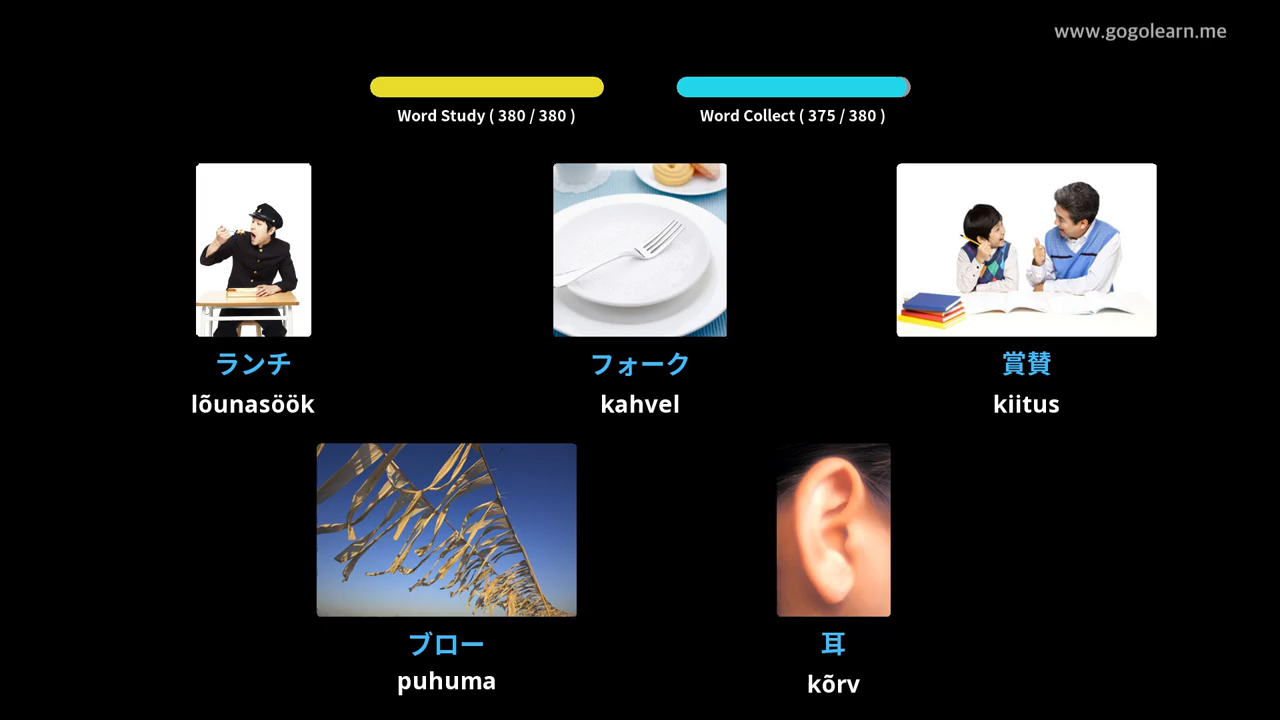 www.gogolearn.me
Word Study ( 380 / 380 )
Word Collect ( 375 / 380 )
ランチ
lõunasöök
フォーク
kahvel
賞賛
kiitus
ブロー
puhuma
耳
kõrv